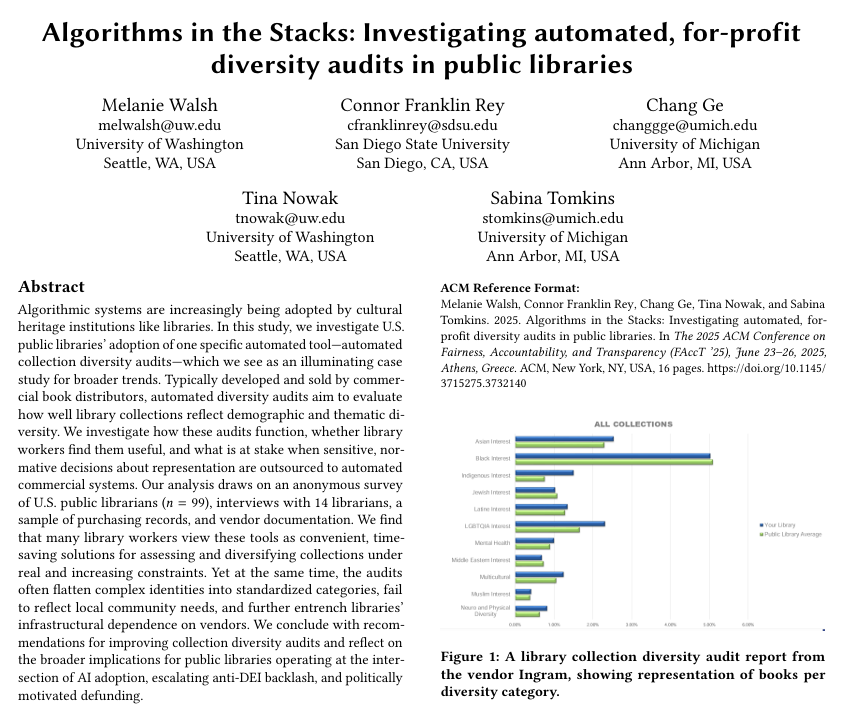 Algorithms in the Stacks: Investigating automated, for-profit
diversity audits in public libraries
Melanie Walsh
melwalsh@uw.edu
University of Washington
Seattle, WA, USA
Connor Franklin Rey
cfranklinrey@sdsu.edu
San Diego State University
San Diego, CA, USA
Chang Ge
changgge@umich.edu
University of Michigan
Ann Arbor, MI, USA
Tina Nowak
tnowak@uw.edu
University of Washington
Seattle, WA, USA
Sabina Tomkins
stomkins@umich.edu
University of Michigan
Ann Arbor, MI, USA
Abstract
Algorithmic systems are increasingly being adopted by cultural
heritage institutions like libraries. In this study, we investigate U.S.
public libraries' adoption of one specific automated tool—automated
collection diversity audits—which we see as an illuminating case
study for broader trends. Typically developed and sold by commer-
cial book distributors, automated diversity audits aim to evaluate
how well library collections reflect demographic and thematic di-
versity. We investigate how these audits function, whether library
workers find them useful, and what is at stake when sensitive, nor-
mative decisions about representation are outsourced to automated
commercial systems. Our analysis draws on an anonymous survey
of U.S. public librarians (n = 99), interviews with 14 librarians, a
sample of purchasing records, and vendor documentation. We find
that many library workers view these tools as convenient, time-
saving solutions for assessing and diversifying collections under
real and increasing constraints. Yet at the same time, the audits
often flatten complex identities into standardized categories, fail
to reflect local community needs, and further entrench libraries'
infrastructural dependence on vendors. We conclude with recom-
mendations for improving collection diversity audits and reflect on
the broader implications for public libraries operating at the inter-
section of AI adoption, escalating anti-DEI backlash, and politically
motivated defunding.
ACM Reference Format:
Melanie Walsh, Connor Franklin Rey, Chang Ge, Tina Nowak, and Sabina
Tomkins. 2025. Algorithms in the Stacks: Investigating automated, for-
profit diversity audits in public libraries. In The 2025 ACM Conference on
Fairness, Accountability, and Transparency (FAccT '25), June 23–26, 2025,
Athens, Greece. ACM, New York, NY, USA, 16 pages. https://doi.org/10.1145/
3715275.3732140
ALL COLLECTIONS
Asian Interest
Black Interest
Indigenous Interest
Jewish Interest
Latine Interest
LGBTQIA Interest
Mental Health
Middle Eastern Interest
Multicultural
Muslim Interest
Neuro and Physical
Diversity
0.00% 1.00% 2.00% 3.00% 4.00% 5.00% 6.00%
Your Library
Public Library Average
Figure 1: A library collection diversity audit report from
the vendor Ingram, showing representation of books per
diversity category.